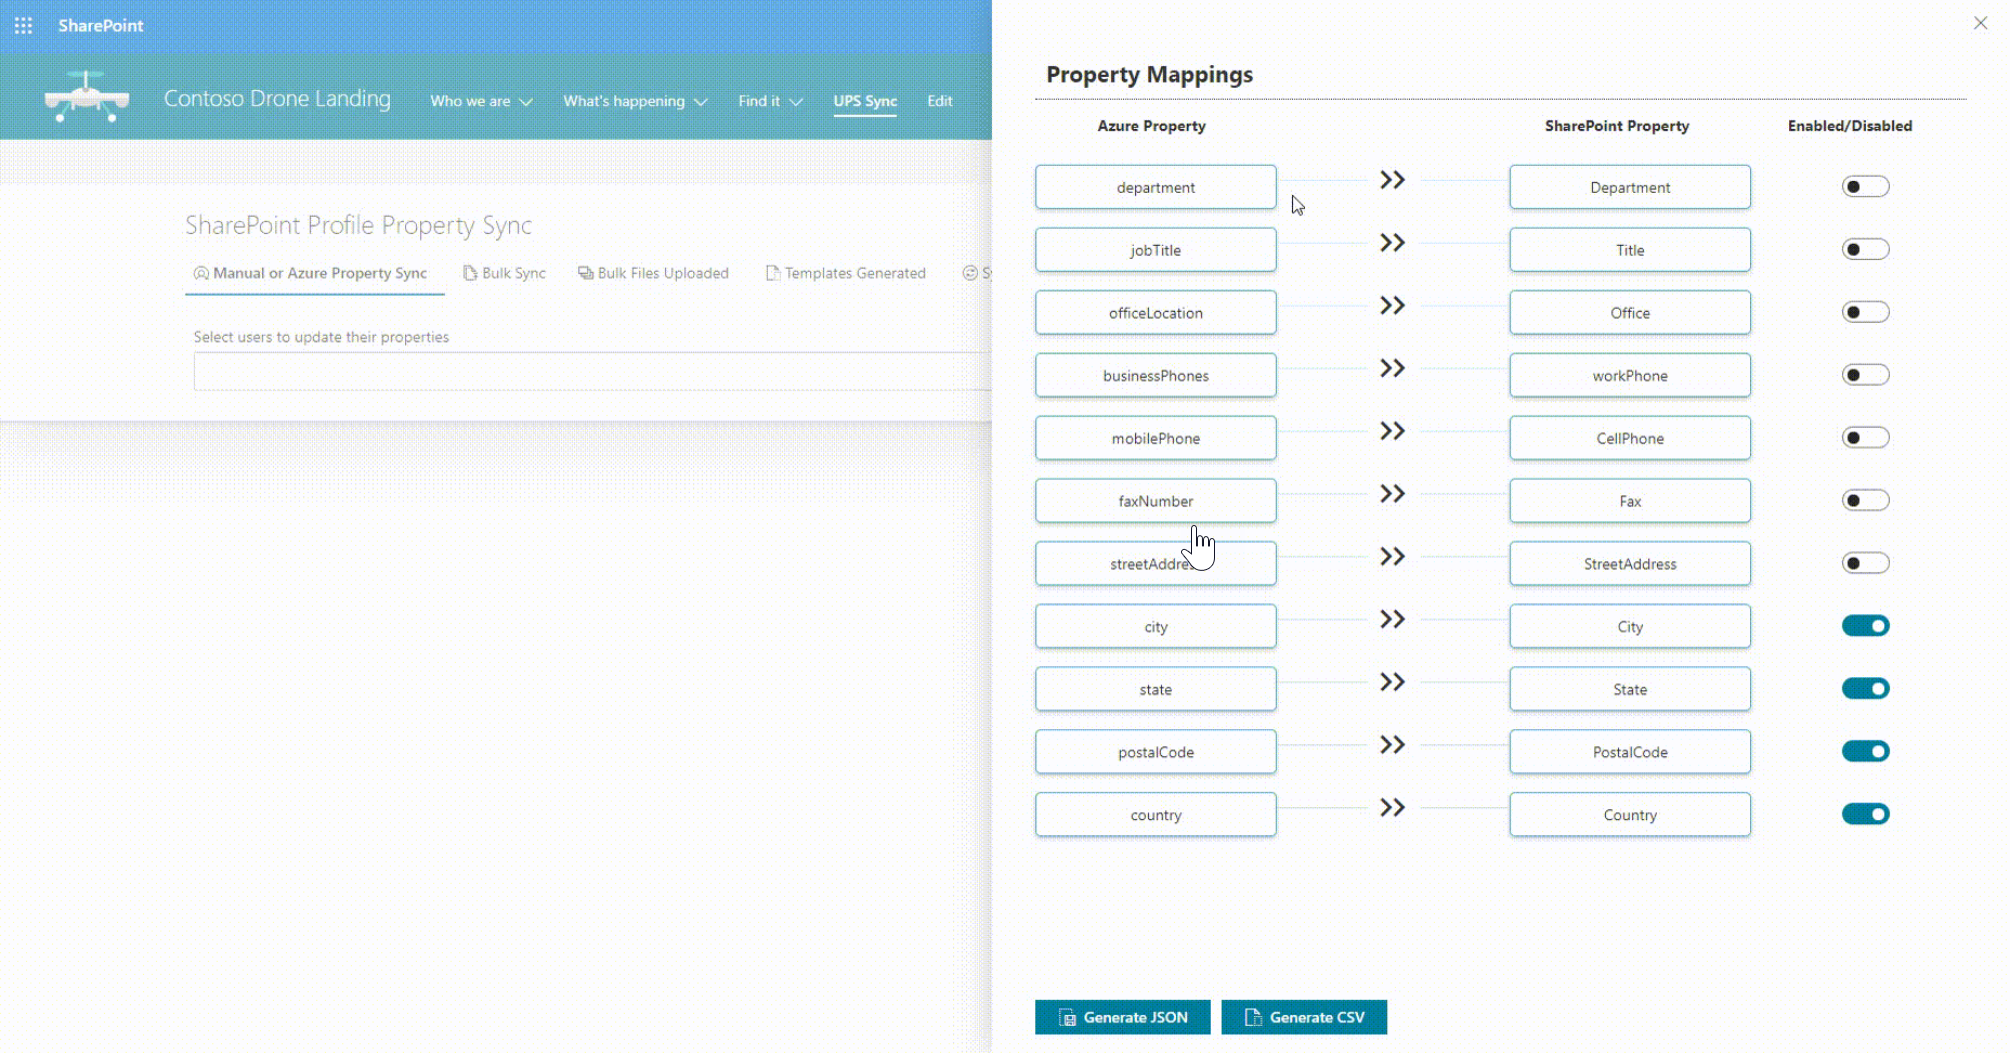 SharePoint
Contoso Drone Landing
Who we are
What's happening
Find it
UPS Sync
Edit
SharePoint Profile Property Sync
Manual or Azure Property Sync
Bulk Sync
Bulk Files Uploaded
Templates Generated
Select users to update their properties
Property Mappings
Azure Property SharePoint Property Enabled/Disabled
department Department
jobTitle Title
officeLocation Office
businessPhones workPhone
mobilePhone CellPhone
faxNumber Fax
StreetAddress
city City
state State
postalCode PostalCode
country Country
Generate JSON Generate CSV